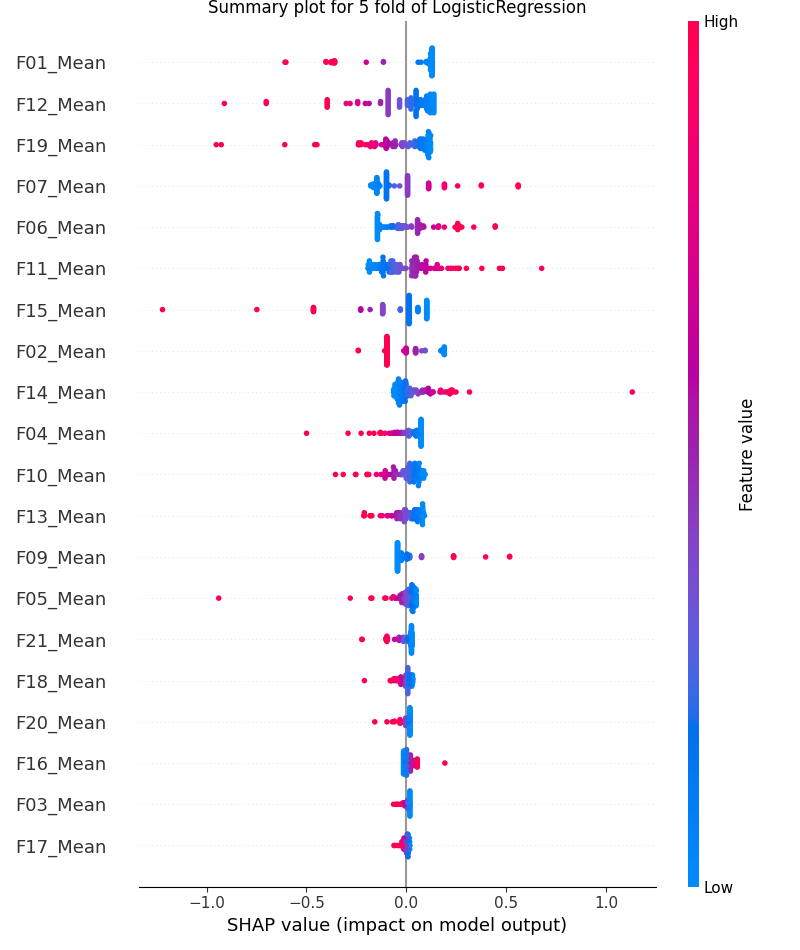 Summary plot for 5 fold of LogisticRegression
High
F01_Mean
F12_Mean
F19_Mean
F07_Mean
F06_Mean
F11_Mean
F15_Mean
F02_Mean
F14_Mean
F04_Mean
F10_Mean
F13_Mean
F09_Mean
F05_Mean
F21_Mean
F18_Mean
F20_Mean
F16_Mean
F03_Mean
F17_Mean
Feature value
Low
−1.0 −0.5 0.0 0.5 1.0
SHAP value (impact on model output)